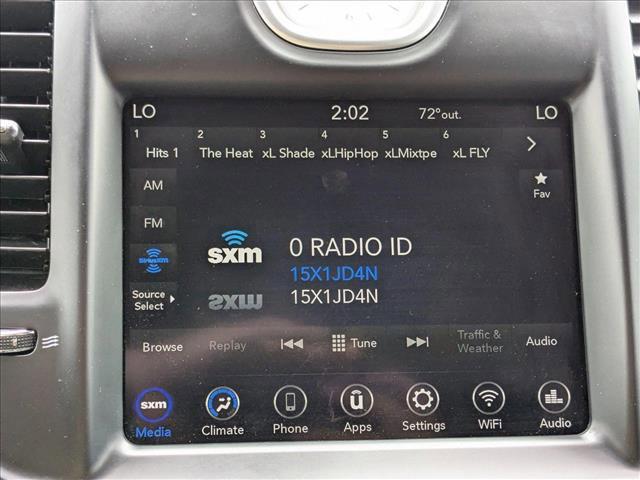 LO 2:02 72°out. LO
1 2 3 4 5 6
Hits 1 The Heat xL Shade xLHipHop xLMixtpe xL FLY
AM
Fav
FM
sxm 0 RADIO ID
SiriusXM
15X1JD4N
Source
Select
sxm 15X1JD4N
Browse Replay Tune Traffic &
Weather Audio
sxm
Media Climate Phone Apps Settings WiFi Audio